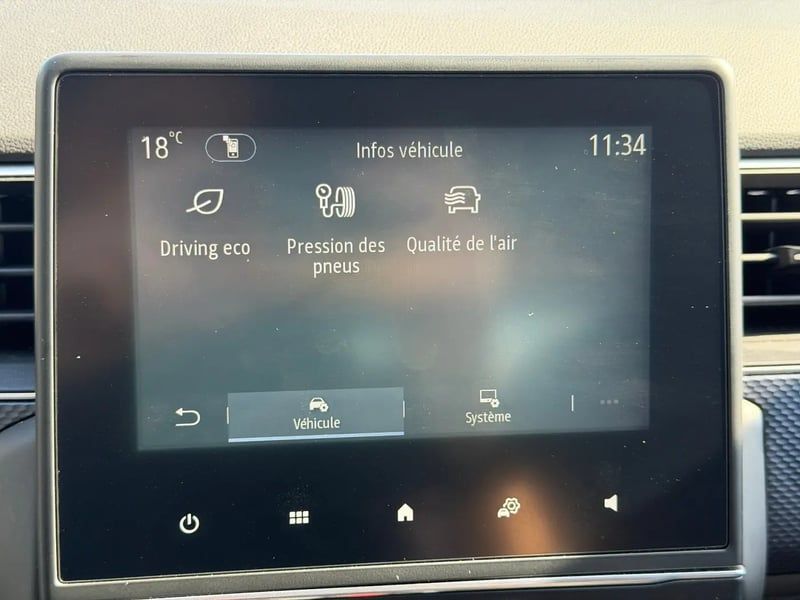 18°C Infos véhicule 11:34
Driving eco Pression des pneus Qualité de l'air
Véhicule Système